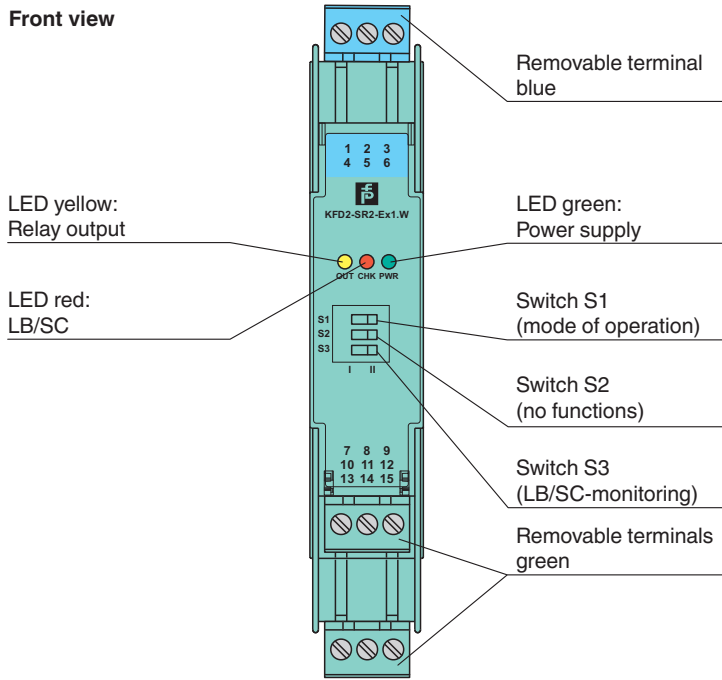 Front view
Removable terminal
blue
1 2 3
4 5 6
KFD2-SR2-Ex1.W
LED yellow:
Relay output
LED green:
Power supply
OUT CHK PWR
LED red:
LB/SC
Switch S1
(mode of operation)
S1
S2
S3
I II
Switch S2
(no functions)
7 8 9
10 11 12
13 14 15
Switch S3
(LB/SC-monitoring)
Removable terminals
green